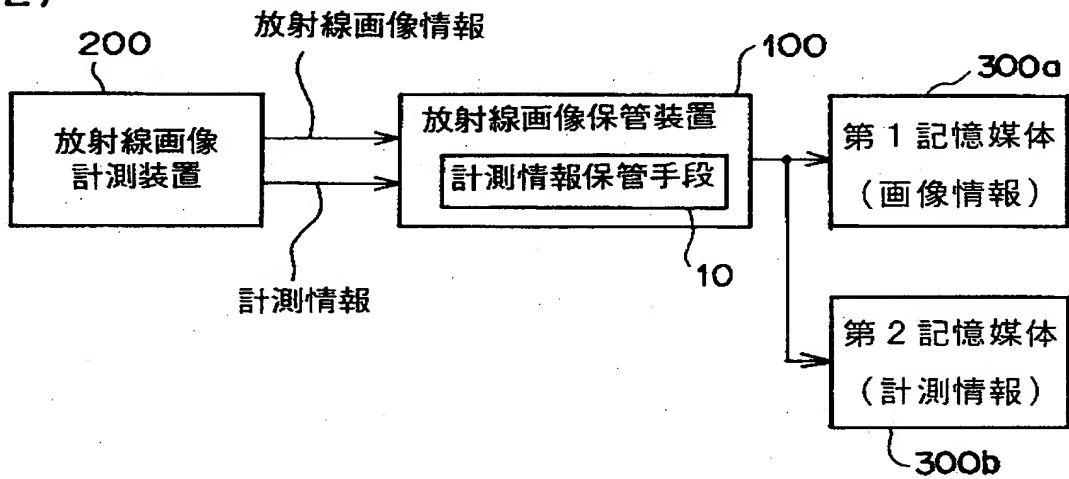 200
放射線画像情報
100
300a
放射線画像
計測装置
放射線画像保管装置
計測情報保管手段
第1記憶媒体
(画像情報)
10
計測情報
第2記憶媒体
(計測情報)
300b